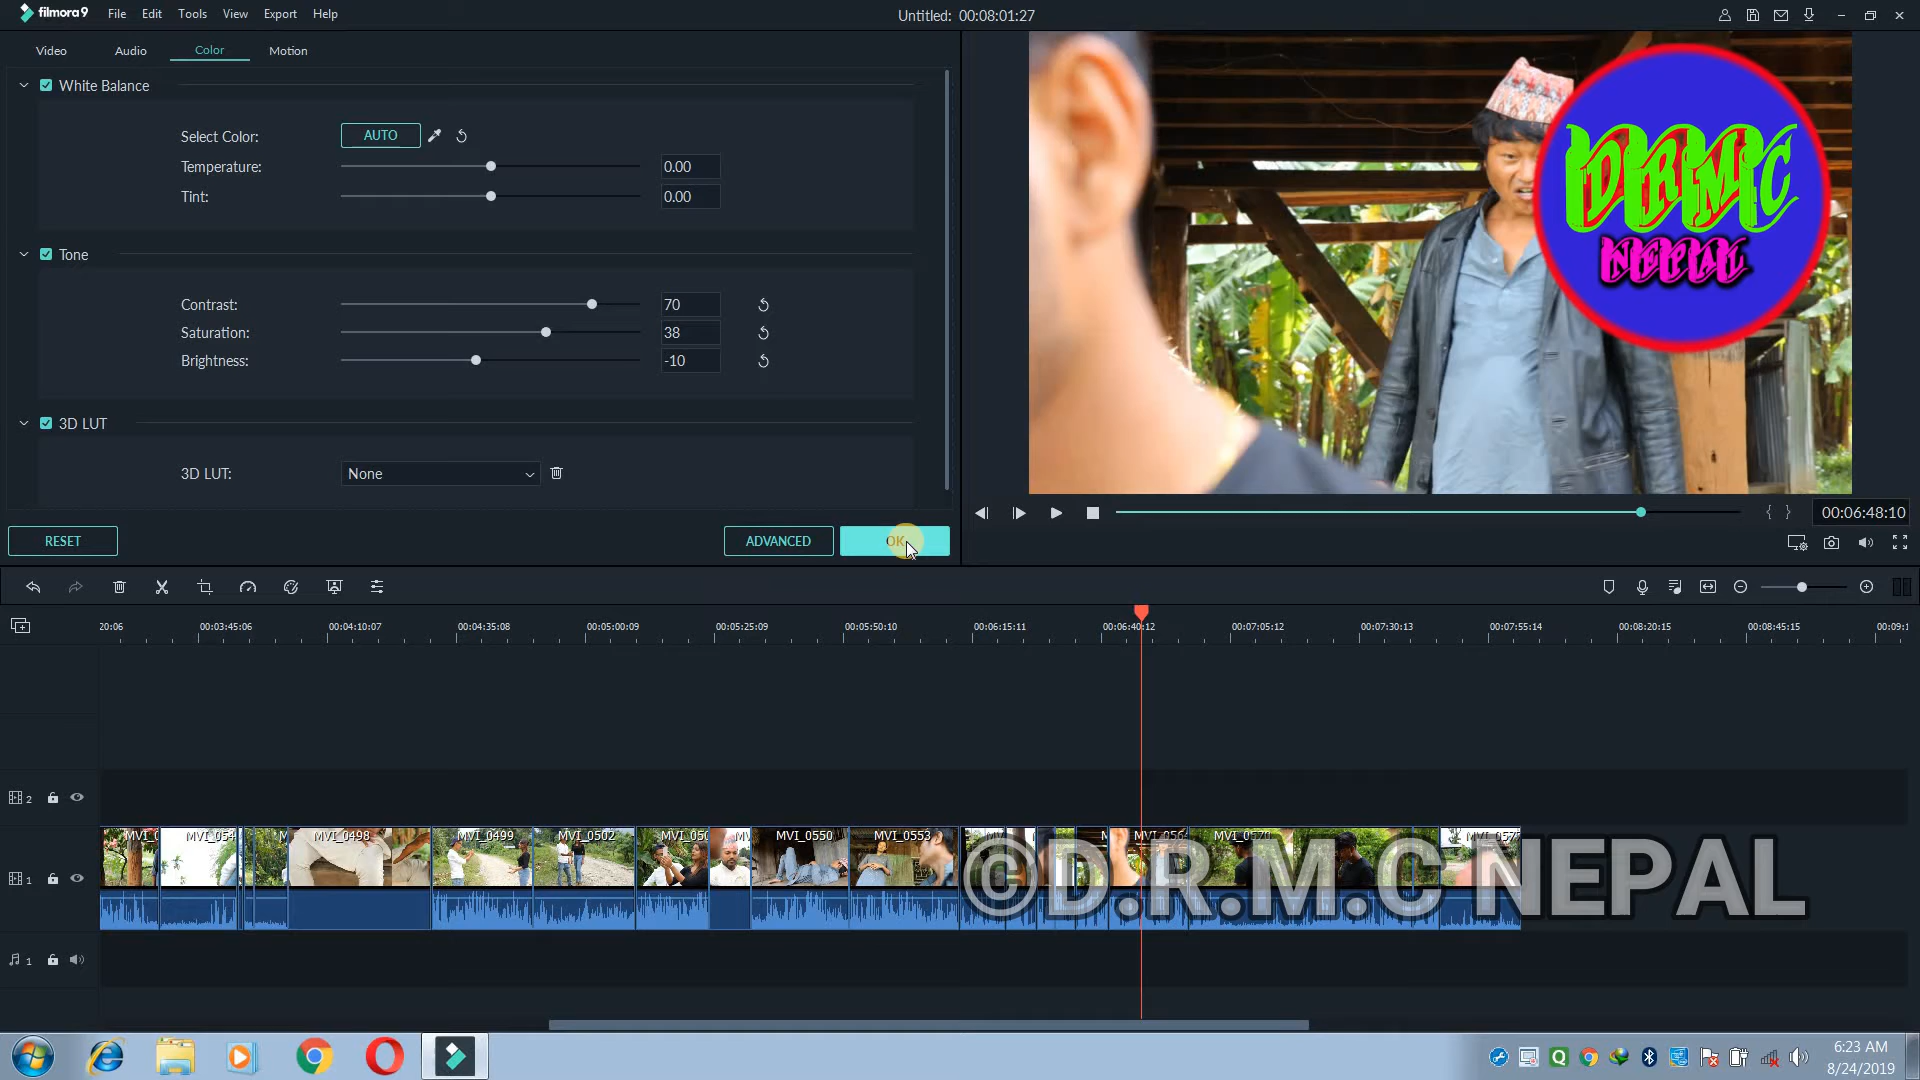 filmora9 File Edit Tools View Export Help
Untitled: 00:08:01:27
Video Audio Color Motion
White Balance
Select Color: AUTO
Temperature: 0.00
Tint: 0.00
Tone
Contrast: 70
Saturation: 38
Brightness: -10
3D LUT
3D LUT: None
RESET ADVANCED OK
DRMC
NEPAL
{ } 00:06:48:10
20:06 00:03:45:06 00:04:10:07 00:04:35:08 00:05:00:09 00:05:25:09 00:05:50:10 00:06:15:11 00:06:40:12 00:07:05:12 00:07:30:13 00:07:55:14 00:08:20:15 00:08:45:15 00:09:1
2
MVI_0 MVI_054 M MVI_0498 MVI_0499 MVI_0502 MVI_050 MV MVI_0550 MVI_0553 MVI_056 MVI_0570 MVI_057
1
©D.R.M.C NEPAL
1
6:23 AM
8/24/2019